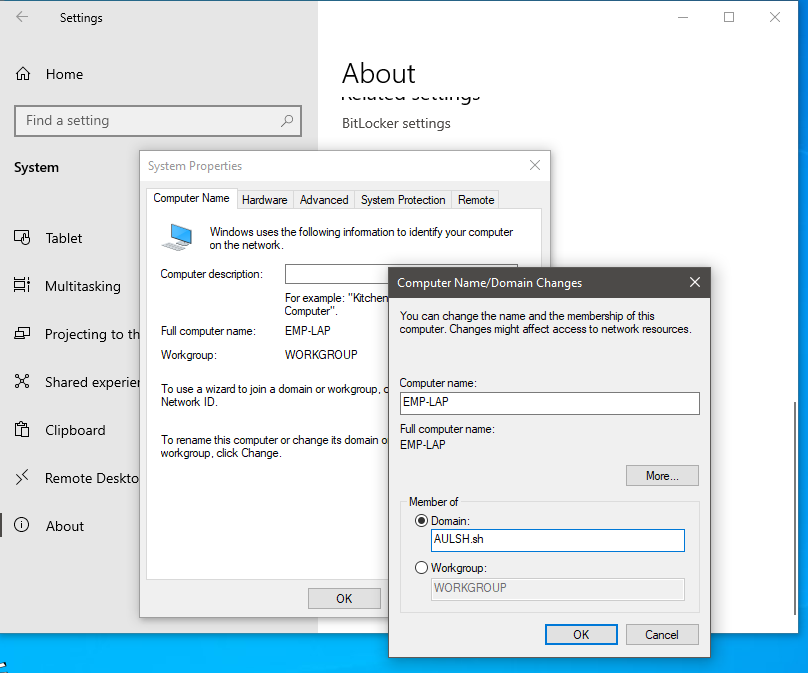 Settings
Home
Find a setting
System
Tablet
Multitasking
Projecting to th
Shared experien
Clipboard
Remote Deskto
About
About
Related settings
BitLocker settings
System Properties
Computer Name
Hardware
Advanced
System Protection
Remote
Windows uses the following information to identify your computer
on the network.
Computer description:
For example: "Kitchen
Computer".
Full computer name:
EMP-LAP
Workgroup:
WORKGROUP
To use a wizard to join a domain or workgroup, c
Network ID.
To rename this computer or change its domain o
workgroup, click Change.
OK
Computer Name/Domain Changes
You can change the name and the membership of this
computer. Changes might affect access to network resources.
Computer name:
EMP-LAP
Full computer name:
EMP-LAP
More...
Member of
Domain:
AULSH.sh
Workgroup:
WORKGROUP
OK
Cancel